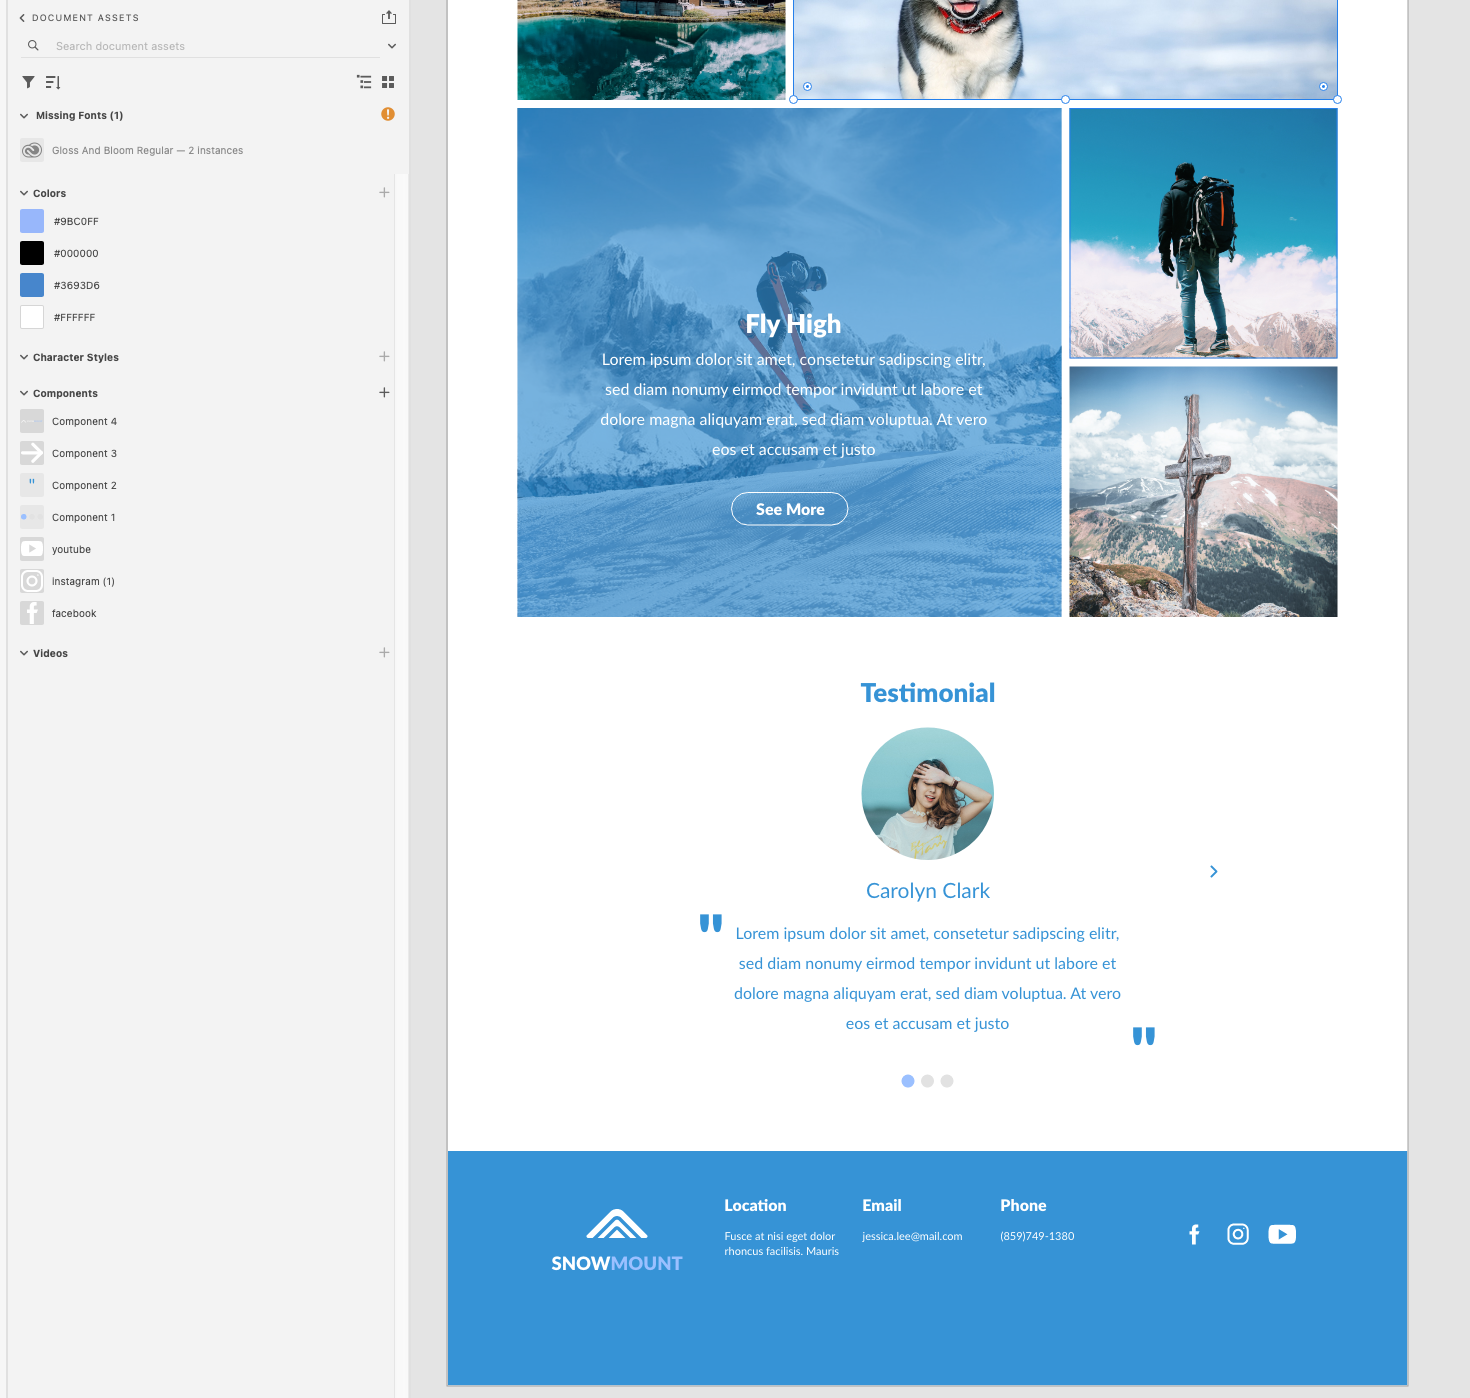 DOCUMENT ASSETS
Search document assets
Missing Fonts (1)
Gloss And Bloom Regular — 2 instances
Colors
#9BC0FF
#000000
#3693D6
#FFFFFF
Character Styles
Components
Component 4
Component 3
" Component 2
Component 1
youtube
instagram (1)
facebook
Videos
Fly High
Lorem ipsum dolor sit amet, consetetur sadipscing elitr,
sed diam nonumy eirmod tempor invidunt ut labore et
dolore magna aliquyam erat, sed diam voluptua. At vero
eos et accusam et justo
See More
Testimonial
Carolyn Clark
" Lorem ipsum dolor sit amet, consetetur sadipscing elitr,
sed diam nonumy eirmod tempor invidunt ut labore et
dolore magna aliquyam erat, sed diam voluptua. At vero
eos et accusam et justo "
SNOWMOUNT
Location
Fusce at nisi eget dolor
rhoncus facilisis. Mauris
Email
jessica.lee@mail.com
Phone
(859)749-1380